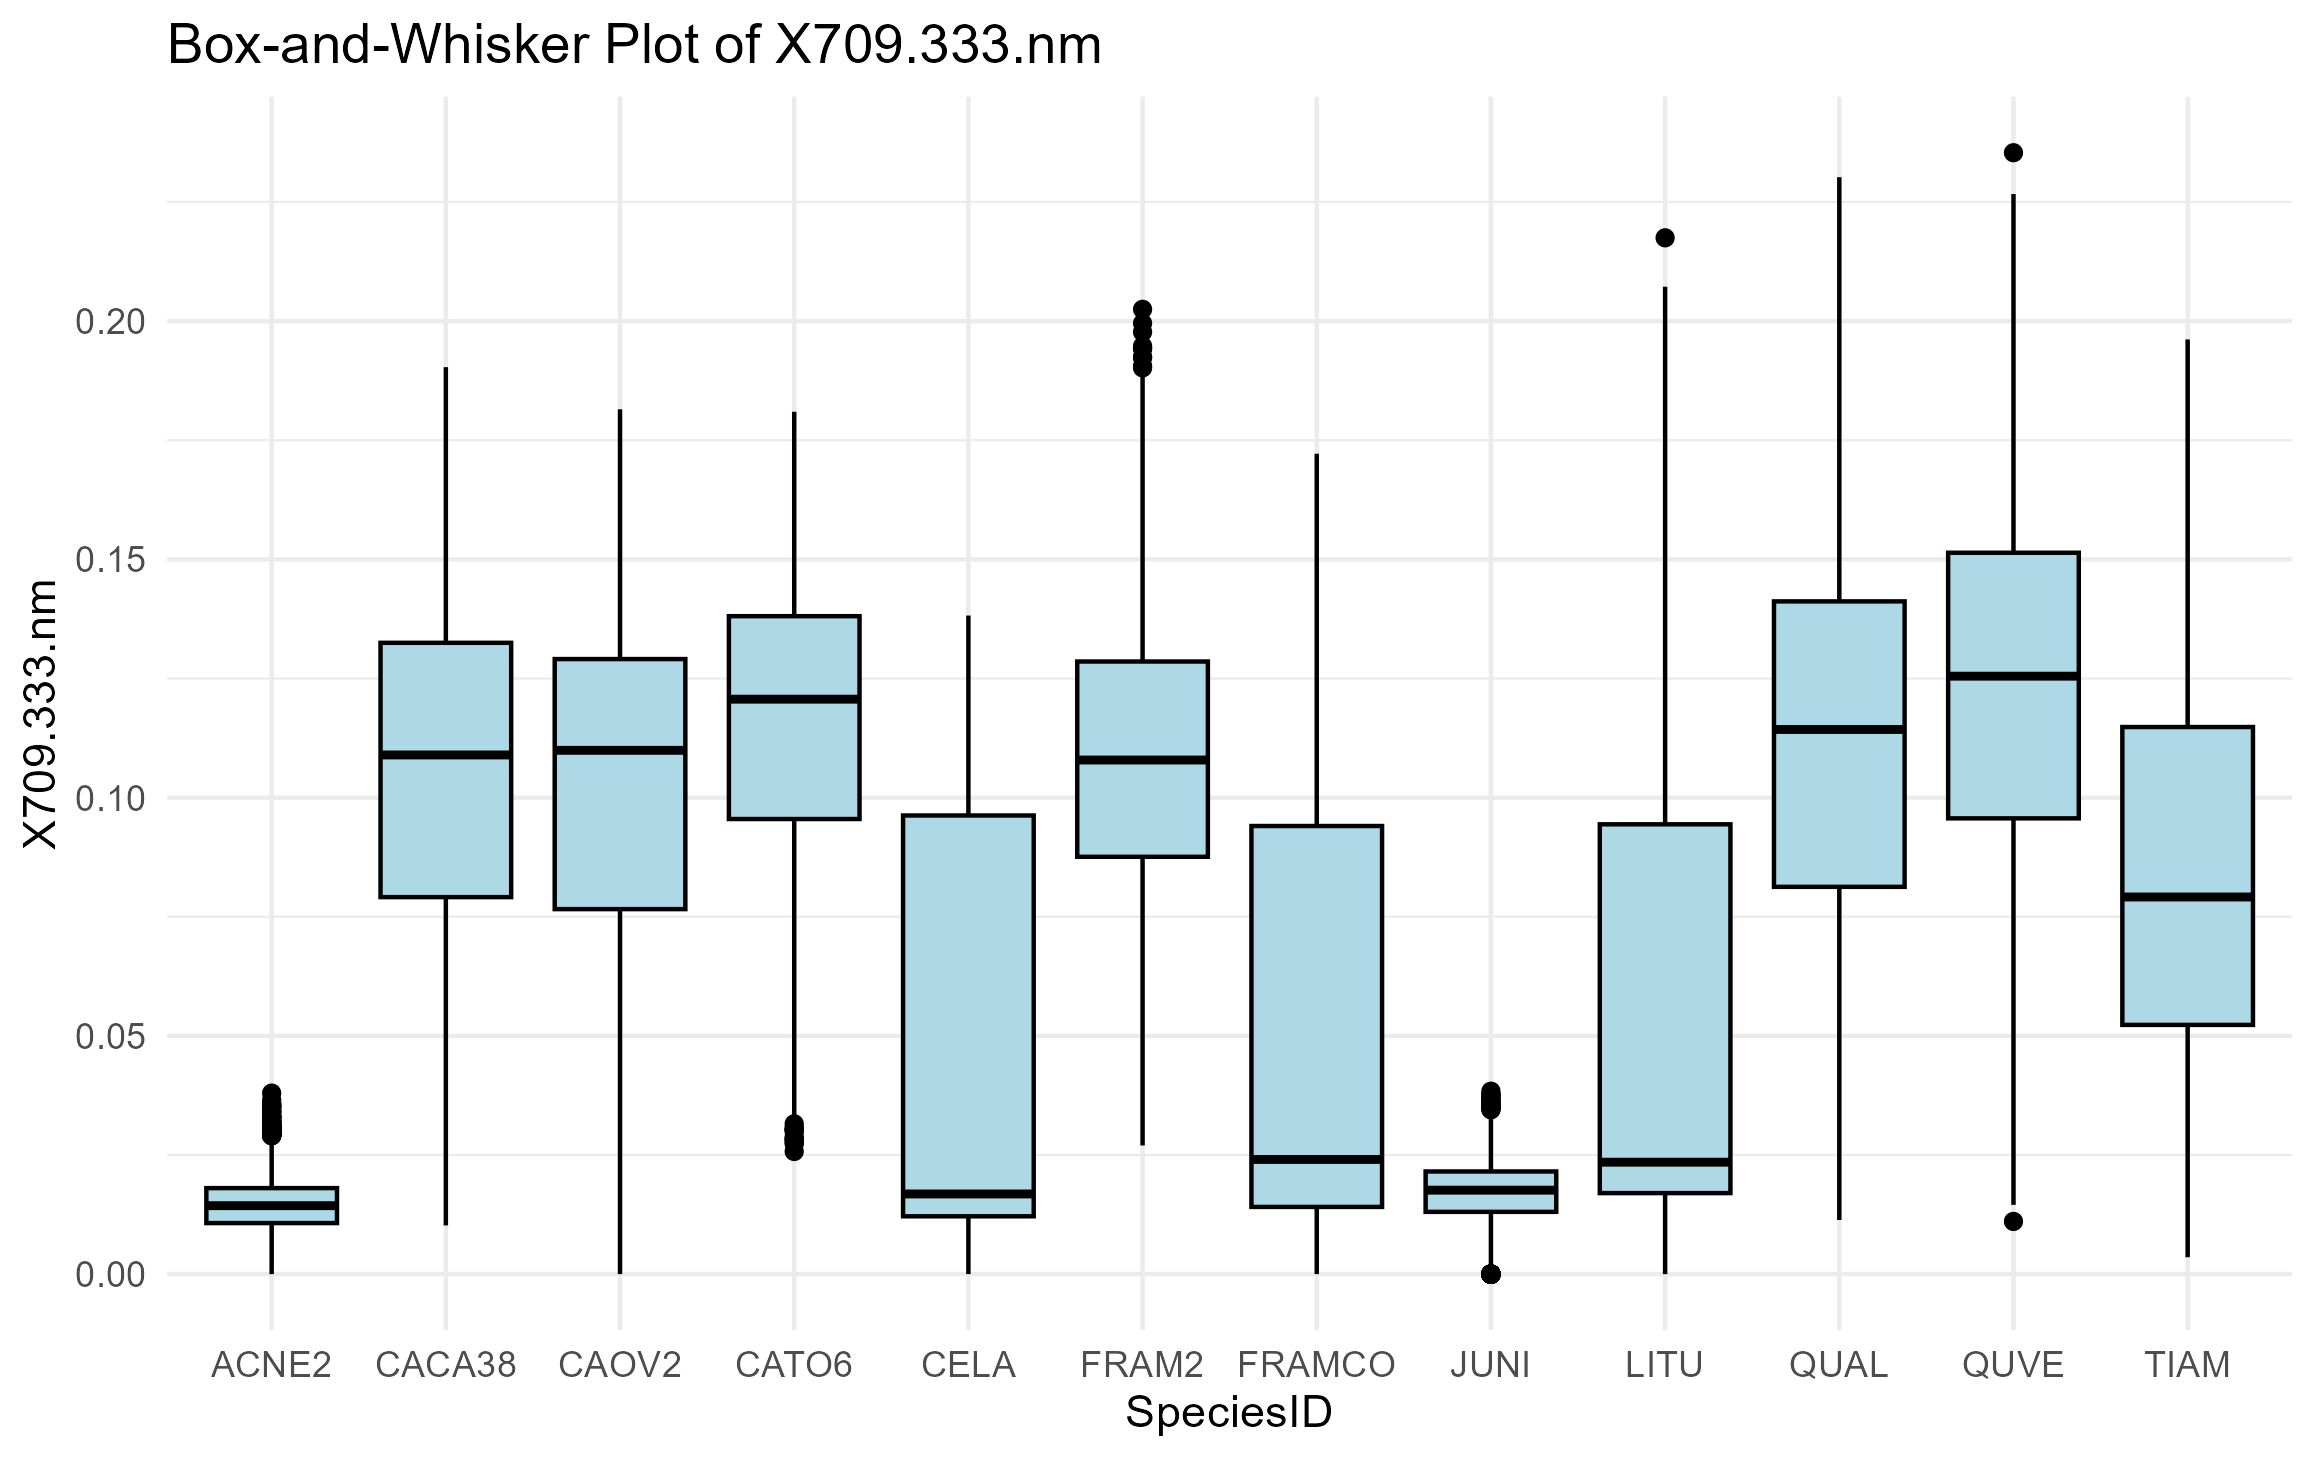 Box-and-Whisker Plot of X709.333.nm
X709.333.nm
0.20
0.15
0.10
0.05
0.00
ACNE2 CACA38 CAOV2 CATO6 CELA FRAM2 FRAMCO JUNI LITU QUAL QUVE TIAM
SpeciesID